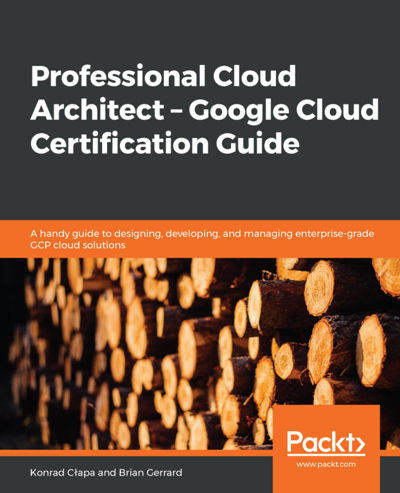 Professional Cloud
Architect – Google Cloud
Certification Guide
A handy guide to designing, developing, and managing enterprise-grade
GCP cloud solutions
Packt>
www.packt.com
Konrad Cłapa and Brian Gerrard